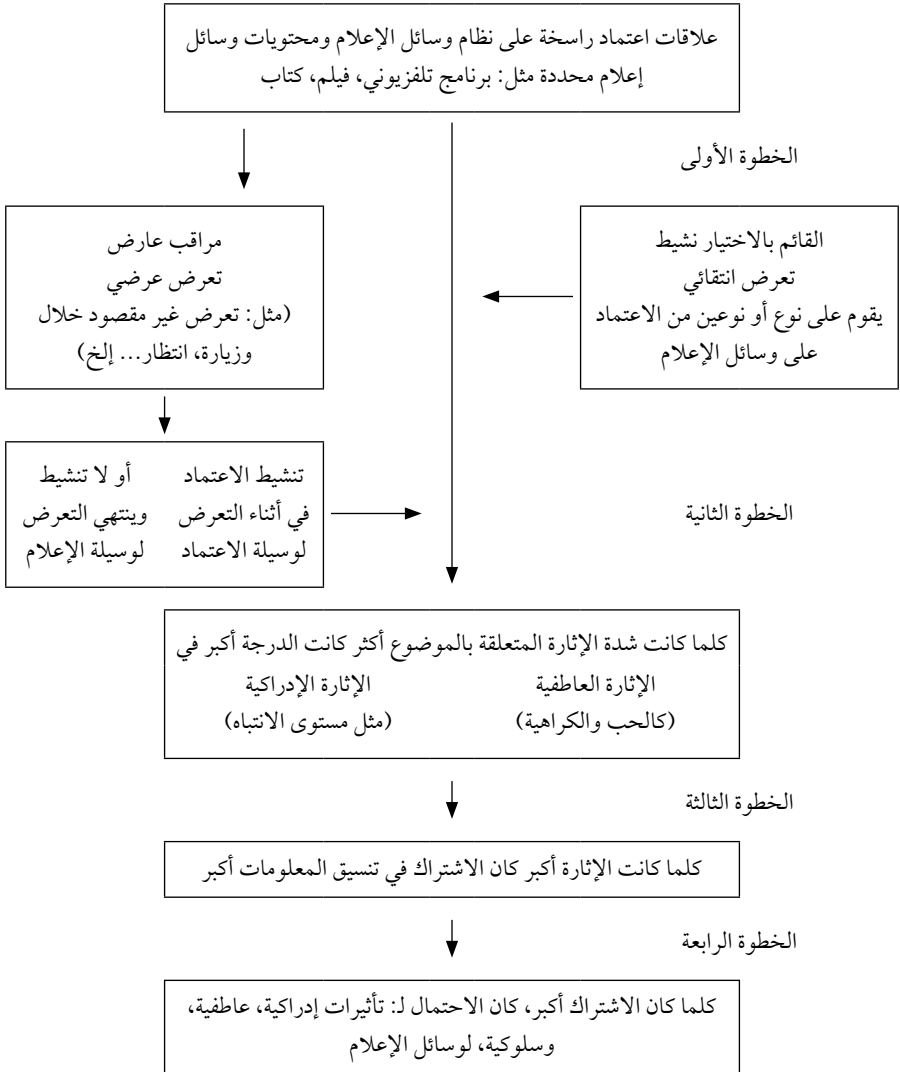 علاقات اعتماد راسخة على نظام وسائل الإعلام ومحتويات وسائل
إعلام محددة مثل: برنامج تلفزيوني، فيلم، كتاب
الخطوة الأولى
القائم بالاختيار نشيط
تعرض انتقائي
يقوم على نوع أو نوعين من الاعتماد
على وسائل الإعلام
مراقب عارض
تعرض عرضي
(مثل: تعرض غير مقصود خلال
وزيارة، انتظار... إلخ)
الخطوة الثانية
تنشيط الاعتماد
في أثناء التعرض
لوسيلة الاعتماد
أو لا تنشيط
وينتهي التعرض
لوسيلة الإعلام
كلما كانت شدة الإثارة المتعلقة بالموضوع أكثر كانت الدرجة أكبر في
الإثارة العاطفية
(كالحب والكراهية)
الإثارة الإدراكية
(مثل مستوى الانتباه)
الخطوة الثالثة
كلما كانت الإثارة أكبر كان الاشتراك في تنسيق المعلومات أكبر
الخطوة الرابعة
كلما كان الاشتراك أكبر، كان الاحتمال لـ: تأثيرات إدراكية، عاطفية،
وسلوكية، لوسائل الإعلام